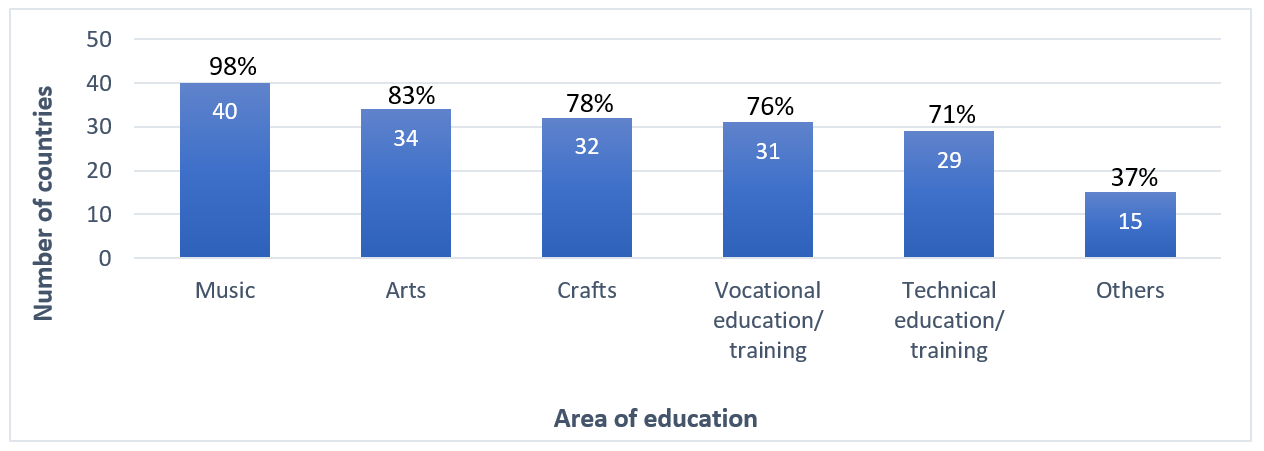 50
40
30
20
10
0
Number of countries
98%
83%
78%
76%
71%
37%
40
34
32
31
29
15
Music
Arts
Crafts
Vocational
education/
training
Technical
education/
training
Others
Area of education